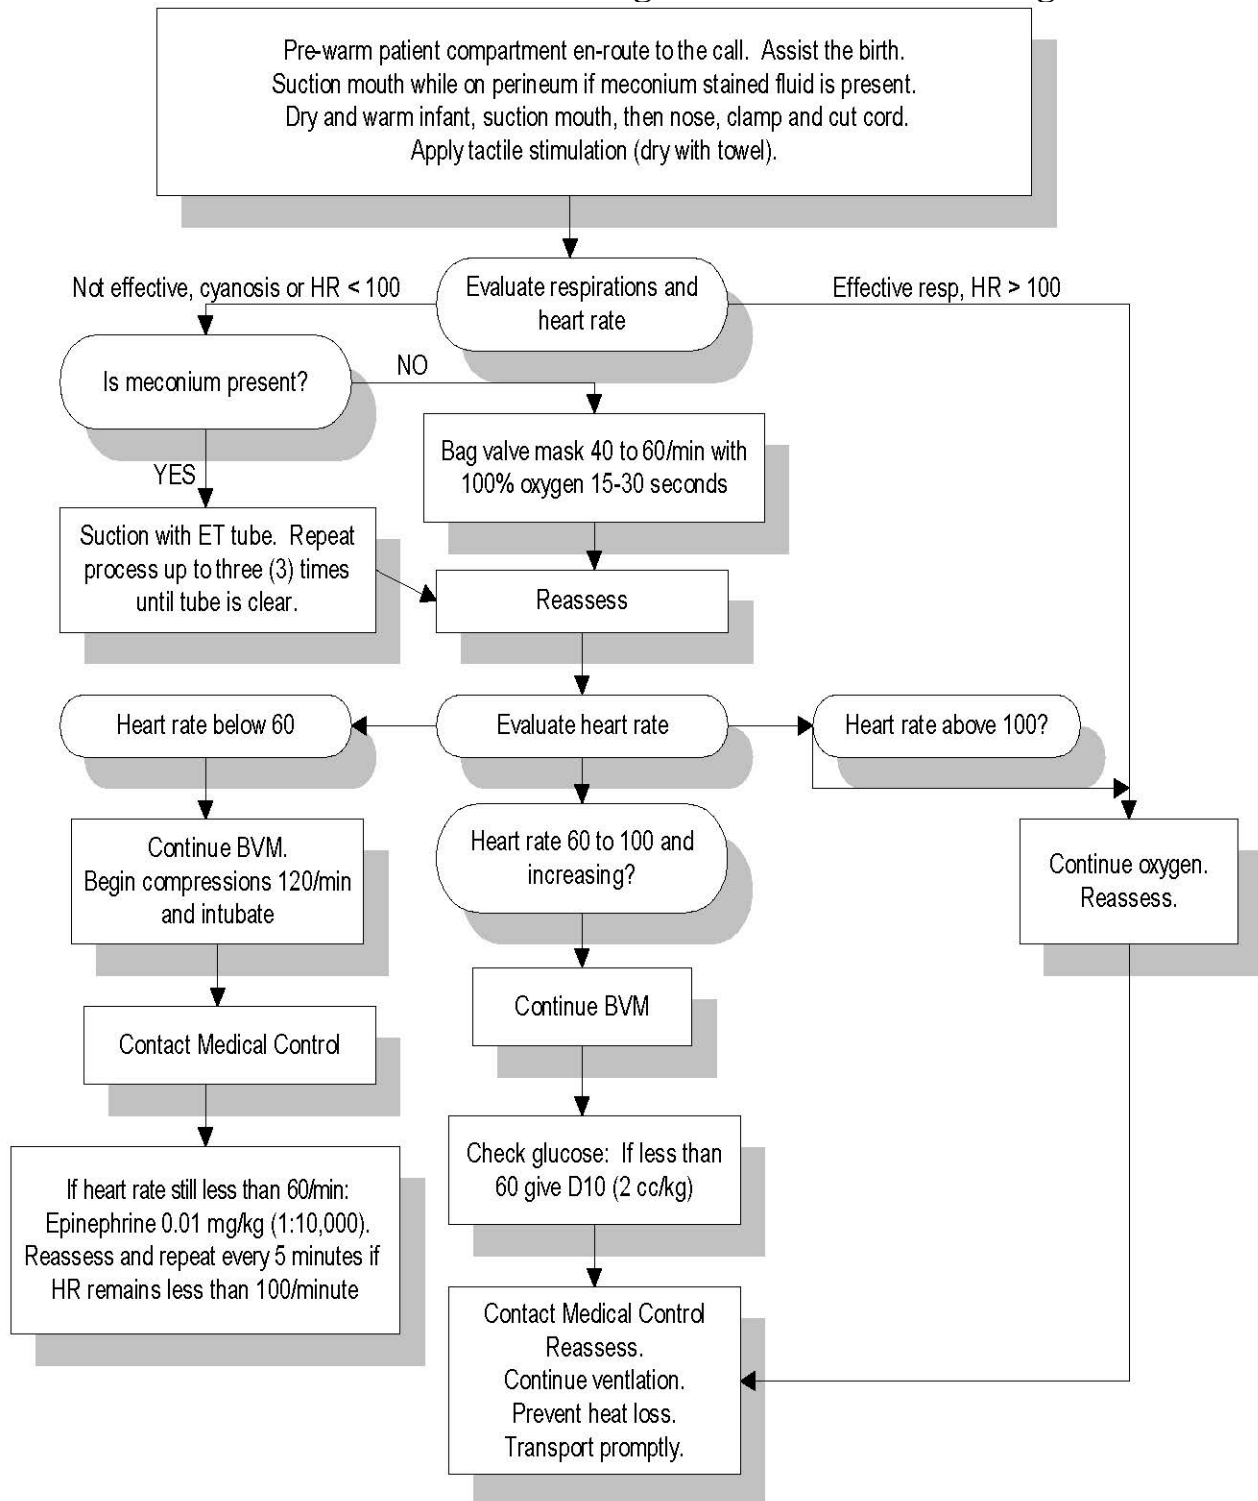 Pre-warm patient compartment en-route to the call. Assist the birth.
Suction mouth while on perineum if meconium stained fluid is present.
Dry and warm infant, suction mouth, then nose, clamp and cut cord.
Apply tactile stimulation (dry with towel).
Not effective, cyanosis or HR < 100
Evaluate respirations and
heart rate
Effective resp, HR > 100
Is meconium present?
NO
Bag valve mask 40 to 60/min with
100% oxygen 15-30 seconds
YES
Suction with ET tube. Repeat
process up to three (3) times
until tube is clear.
Reassess
Heart rate below 60
Evaluate heart rate
Heart rate above 100?
Continue BVM.
Begin compressions 120/min
and intubate
Heart rate 60 to 100 and
increasing?
Continue oxygen.
Reassess.
Continue BVM
Contact Medical Control
Check glucose: If less than
60 give D10 (2 cc/kg)
If heart rate still less than 60/min:
Epinephrine 0.01 mg/kg (1:10,000).
Reassess and repeat every 5 minutes if
HR remains less than 100/minute
Contact Medical Control
Reassess.
Continue ventlation.
Prevent heat loss.
Transport promptly.